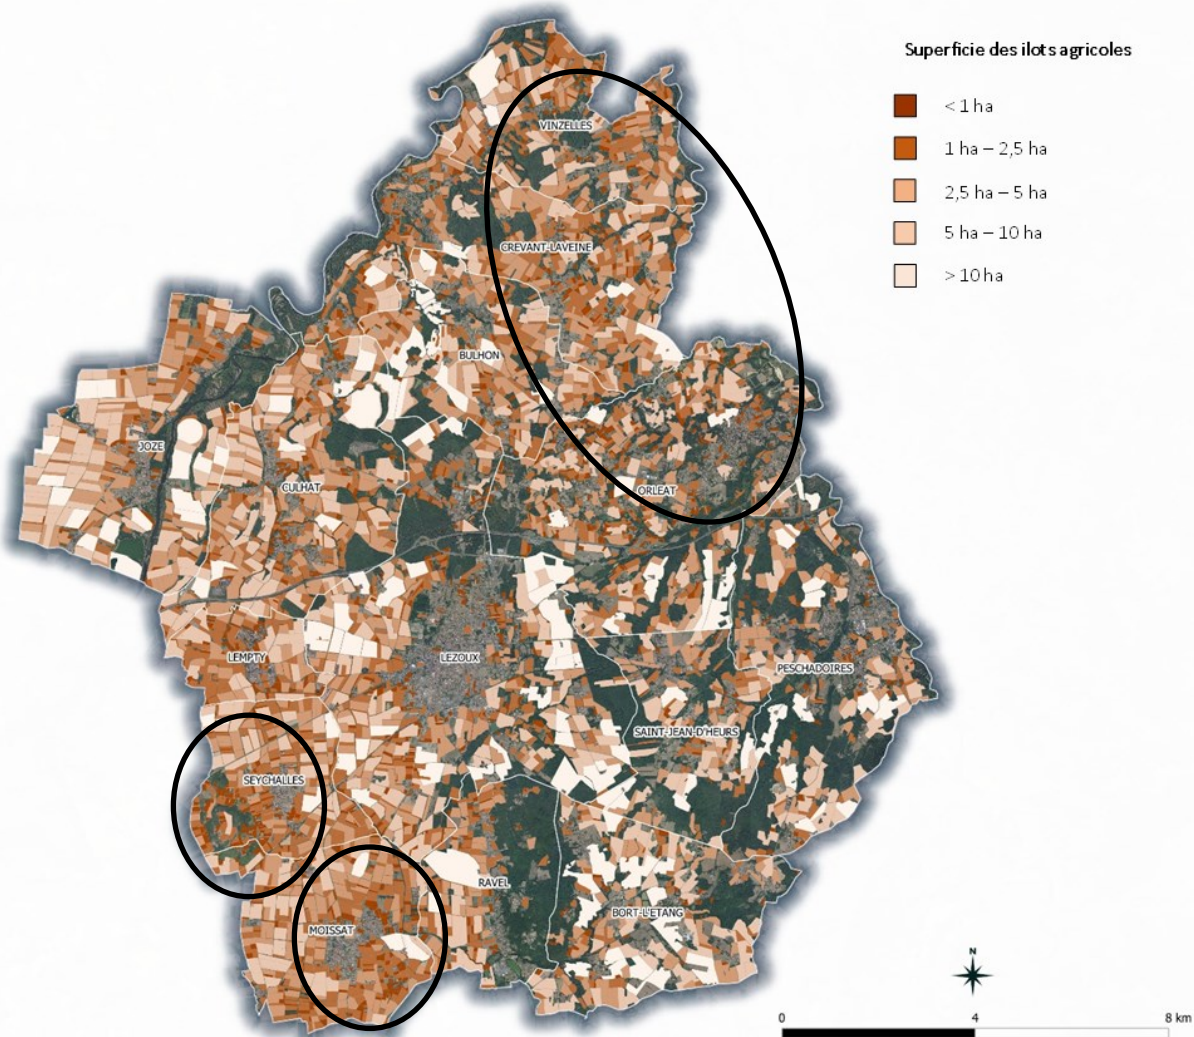 Superficie des ilots agricoles
< 1 ha
1 ha – 2,5 ha
2,5 ha – 5 ha
5 ha – 10 ha
> 10 ha
VINZELLES
CREVANT-LAVEINE
BULHON
JOZE
CULHAT
ORLEAT
LEMPTY
LEZOUX
PESCHADOIRES
SAINT-JEAN-D'HEURS
SEYCHALLES
RAVEL
BORT-L'ETANG
MOISSAT
N
0 4 8 km